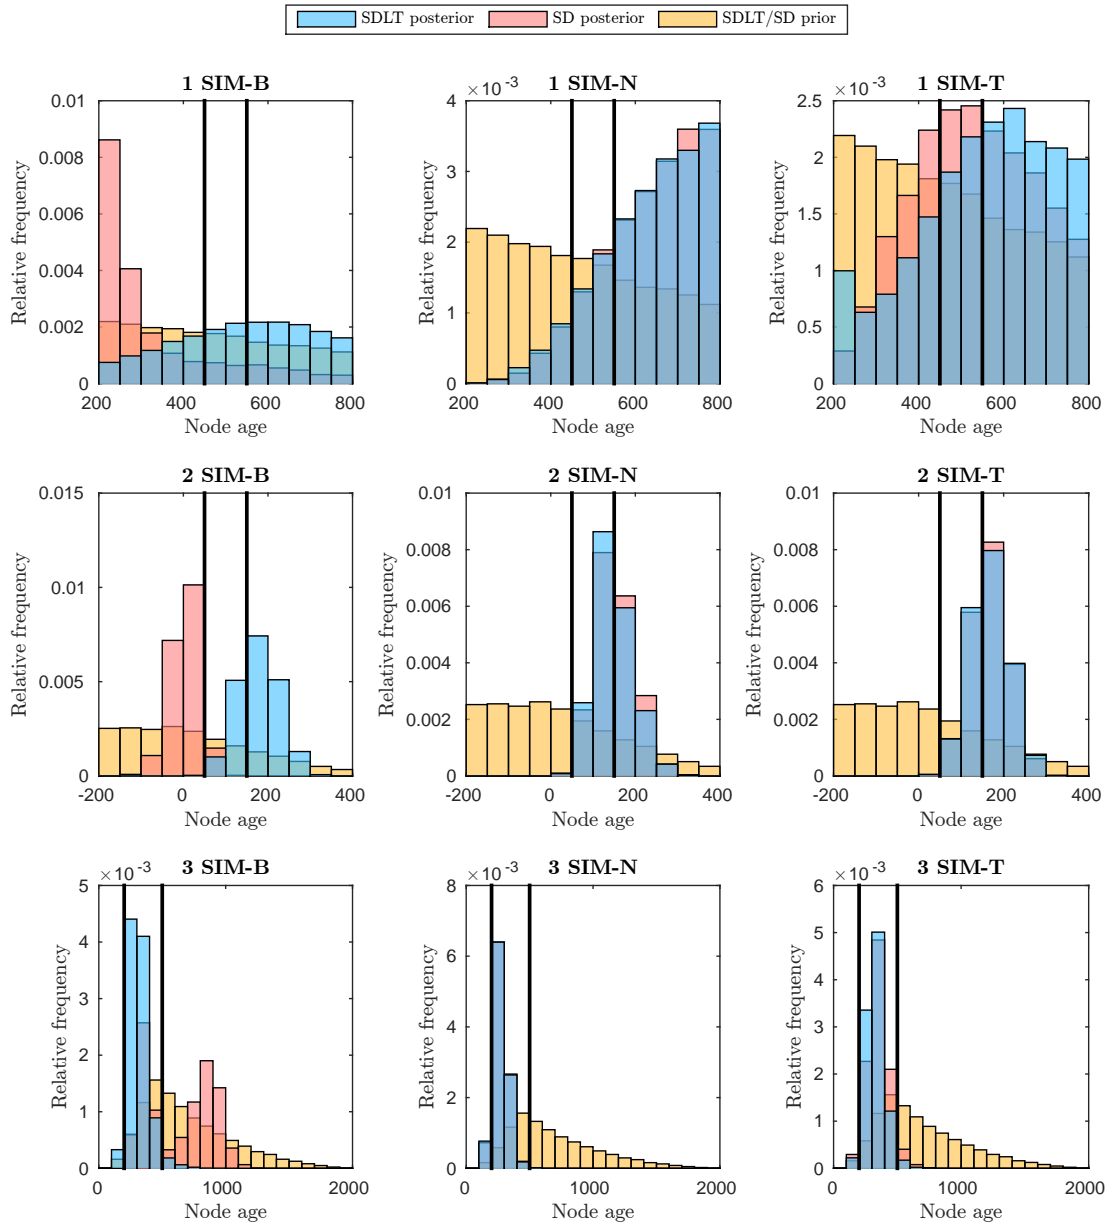 SDLT posterior SD posterior SDLT/SD prior
1 SIM-B
Relative frequency
0.01
0.008
0.006
0.004
0.002
0
200 400 600 800
Node age
1 SIM-N
×10⁻³
Relative frequency
4
3
2
1
0
200 400 600 800
Node age
1 SIM-T
×10⁻³
Relative frequency
2.5
2
1.5
1
0.5
0
200 400 600 800
Node age
2 SIM-B
Relative frequency
0.015
0.01
0.005
0
-200 0 200 400
Node age
2 SIM-N
Relative frequency
0.01
0.008
0.006
0.004
0.002
0
-200 0 200 400
Node age
2 SIM-T
Relative frequency
0.01
0.008
0.006
0.004
0.002
0
-200 0 200 400
Node age
3 SIM-B
×10⁻³
Relative frequency
5
4
3
2
1
0
0 1000 2000
Node age
3 SIM-N
×10⁻³
Relative frequency
8
6
4
2
0
0 1000 2000
Node age
3 SIM-T
×10⁻³
Relative frequency
6
5
4
3
2
1
0
0 1000 2000
Node age